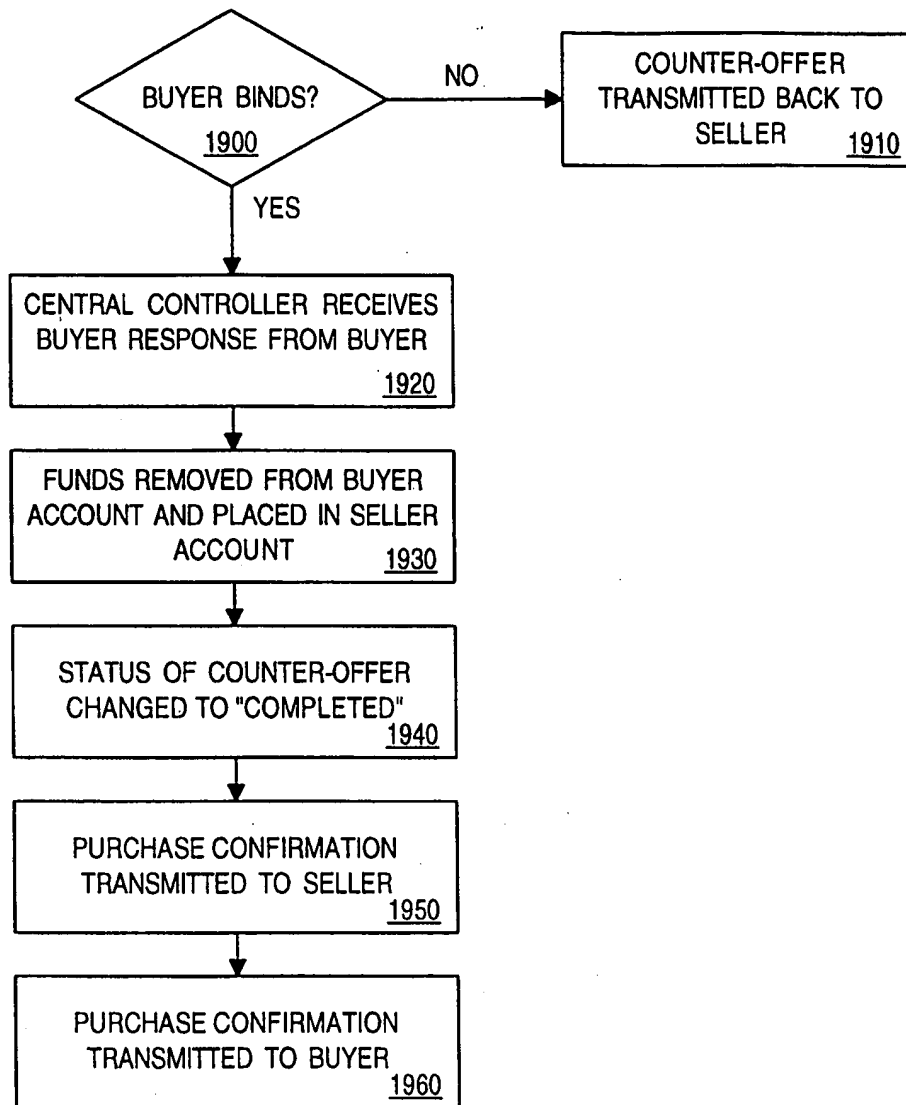 BUYER BINDS?
1900
NO
COUNTER-OFFER
TRANSMITTED BACK TO
SELLER
1910
YES
CENTRAL CONTROLLER RECEIVES
BUYER RESPONSE FROM BUYER
1920
FUNDS REMOVED FROM BUYER
ACCOUNT AND PLACED IN SELLER
ACCOUNT
1930
STATUS OF COUNTER-OFFER
CHANGED TO "COMPLETED"
1940
PURCHASE CONFIRMATION
TRANSMITTED TO SELLER
1950
PURCHASE CONFIRMATION
TRANSMITTED TO BUYER
1960